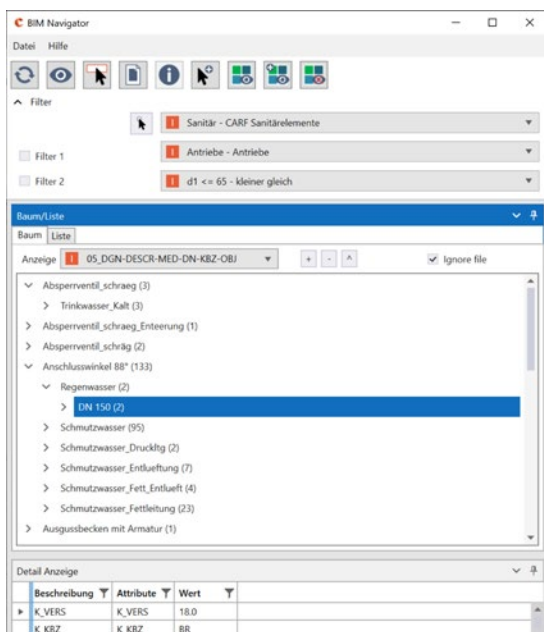 BIM Navigator
Datei Hilfe
Filter
Sanitär - CARF Sanitärelemente
Filter 1
Antriebe - Antriebe
Filter 2
d1 <= 65 - kleiner gleich
Baum/Liste
Baum Liste
Anzeige 05_DGN-DESCR-MED-DN-KBZ-OBJ + - ^ Ignore file
Absperrventil_schraeg (3)
Trinkwasser_Kalt (3)
Absperrventil_schraeg_Enteerung (1)
Absperrventil_schräg (2)
Anschlusswinkel 88° (133)
Regenwasser (2)
DN 150 (2)
Schmutzwasser (95)
Schmutzwasser_Druckltg (2)
Schmutzwasser_Entlueftung (7)
Schmutzwasser_Fett_Entlueft (4)
Schmutzwasser_Fettleitung (23)
Ausgussbecken mit Armatur (1)
Detail Anzeige
Beschreibung Attribute Wert
K_VERS K_VERS 18.0
K_KBZ K_KBZ BR